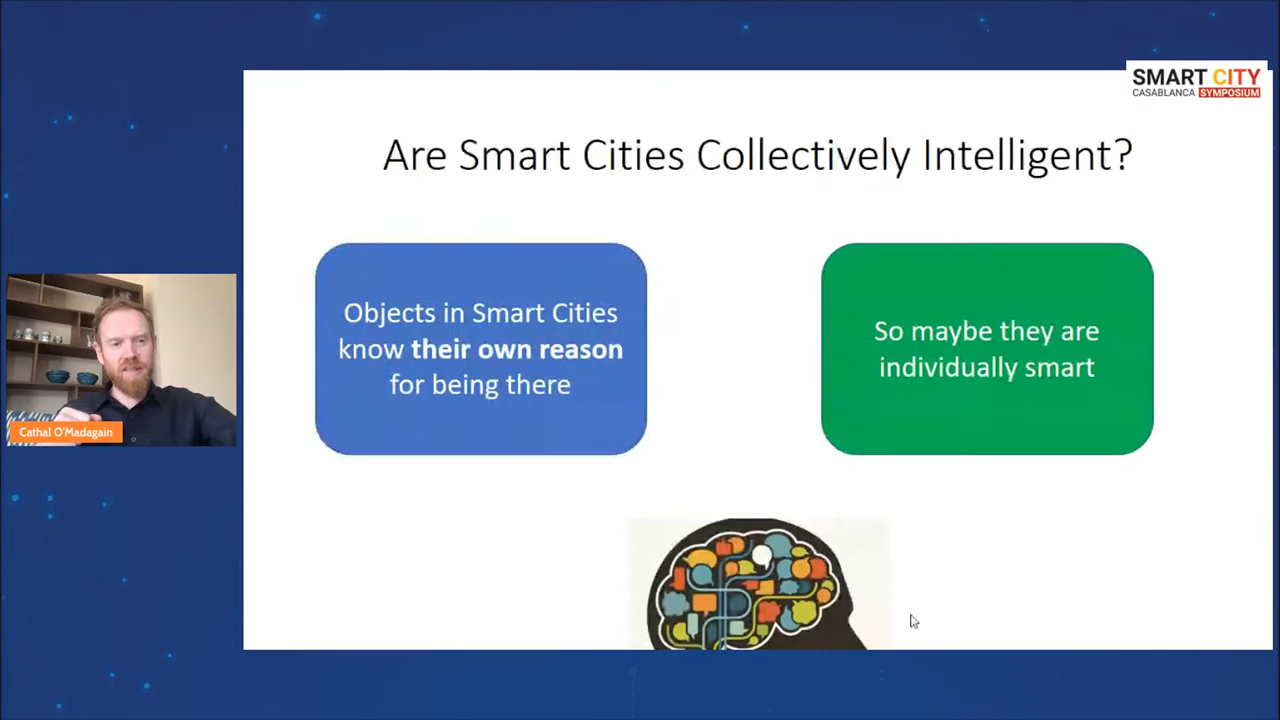 SMART CITY
CASABLANCA SYMPOSIUM
Are Smart Cities Collectively Intelligent?
Objects in Smart Cities
know their own reason
for being there
So maybe they are
individually smart
Cathal O'Madagain